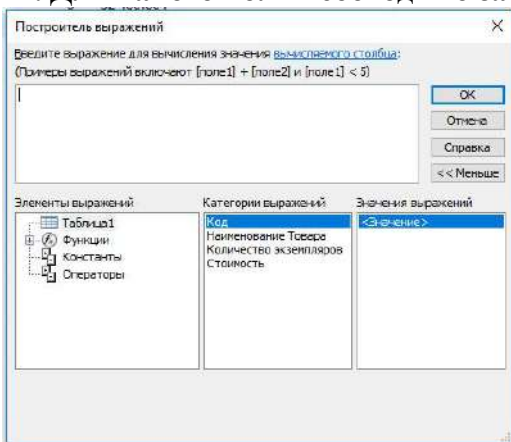 Построитель выражений
Введите выражение для вычисления значения вычисляемого столбца:
(Примеры выражений включают [поле1] + [поле2] и [поле1] < 5)
ОК
Отмена
Справка
<< Меньше
Элементы выражений Категории выражений Значения выражений
Таблица1
Функции
Константы
Операторы
Код
Наименование Товара
Количество экземпляров
Стоимость
<Значение>